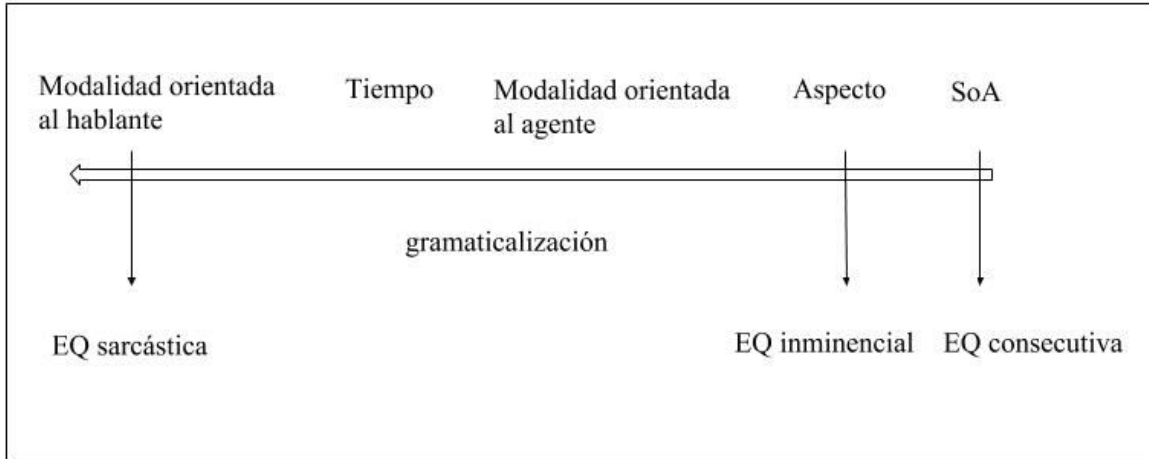 Modalidad orientada
al hablante
Tiempo
Modalidad orientada
al agente
Aspecto
SoA
gramaticalización
EQ sarcástica
EQ inminencial
EQ consecutiva